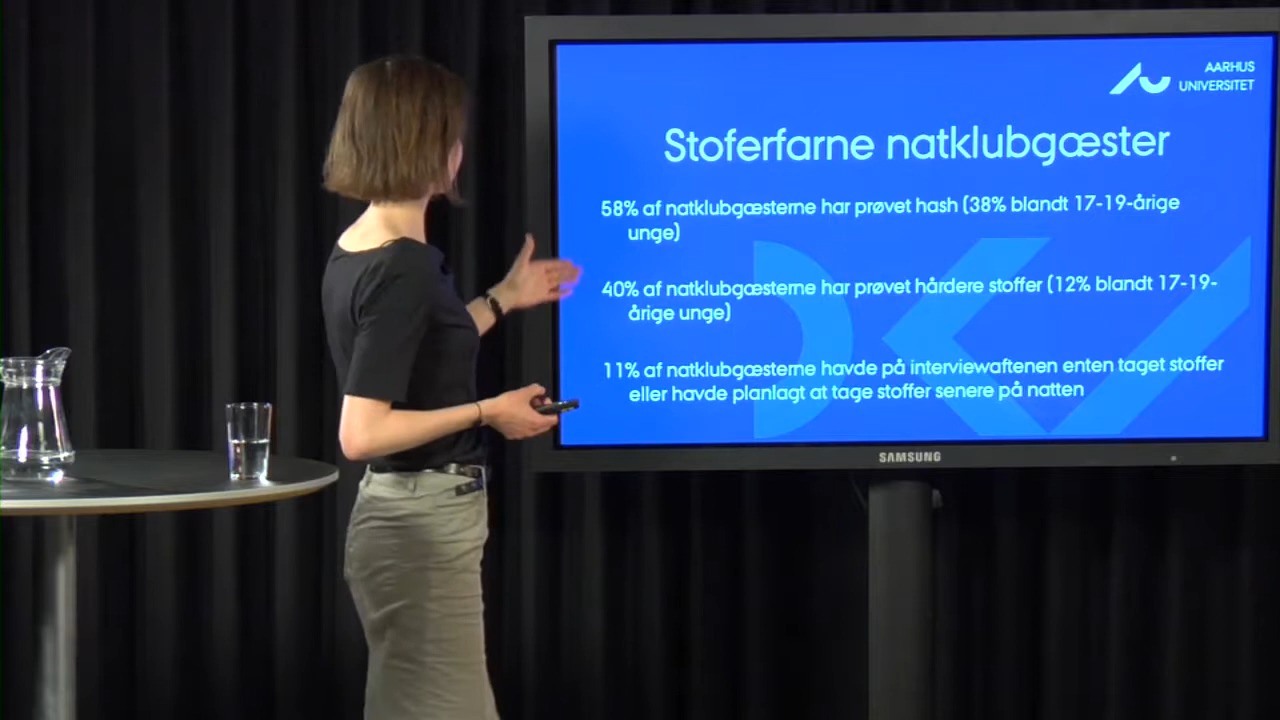 AARHUS
UNIVERSITET
Stoferfarne natklubgæster
58% af natklubgæsterne har prøvet hash (38% blandt 17-19-årige
unge)
40% af natklubgæsterne har prøvet hårdere stoffer (12% blandt 17-19-
årige unge)
11% af natklubgæsterne havde på interviewaftenen enten taget stoffer
eller havde planlagt at tage stoffer senere på natten
SAMSUNG